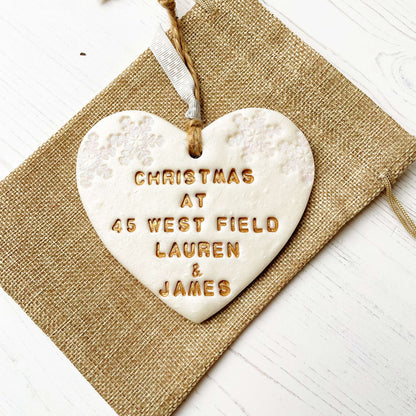 CHRISTMAS
AT
45 WEST FIELD
LAUREN
&
JAMES